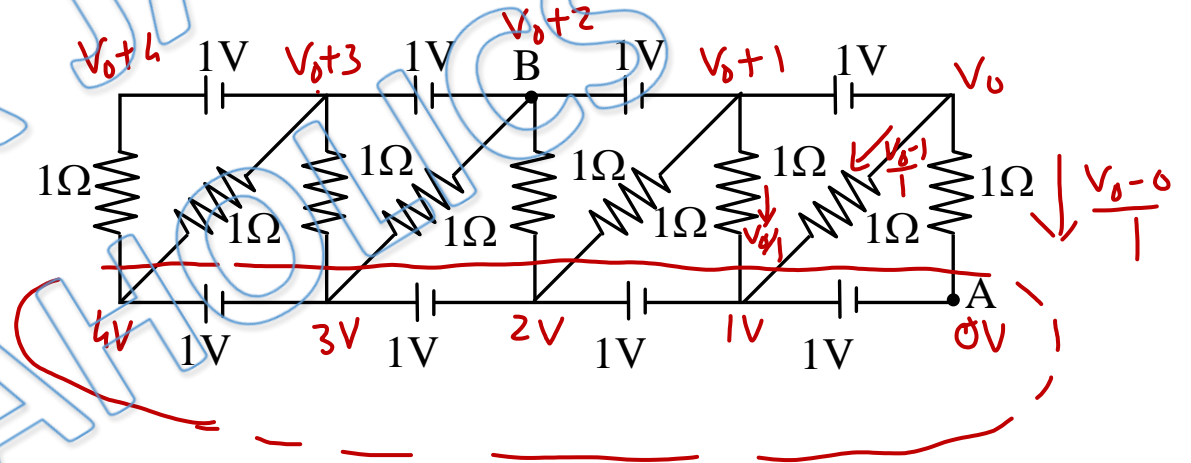 V₀+4 1V V₀+3 1V V₀+2 1V V₀+1 1V V₀
B
1Ω 1Ω 1Ω 1Ω 1Ω 1Ω 1Ω 1Ω 1Ω
V₀-1/1
V₀-0/1
V₀/1
A
4V 3V 2V 1V 0V
1V 1V 1V 1V
AHOLICS